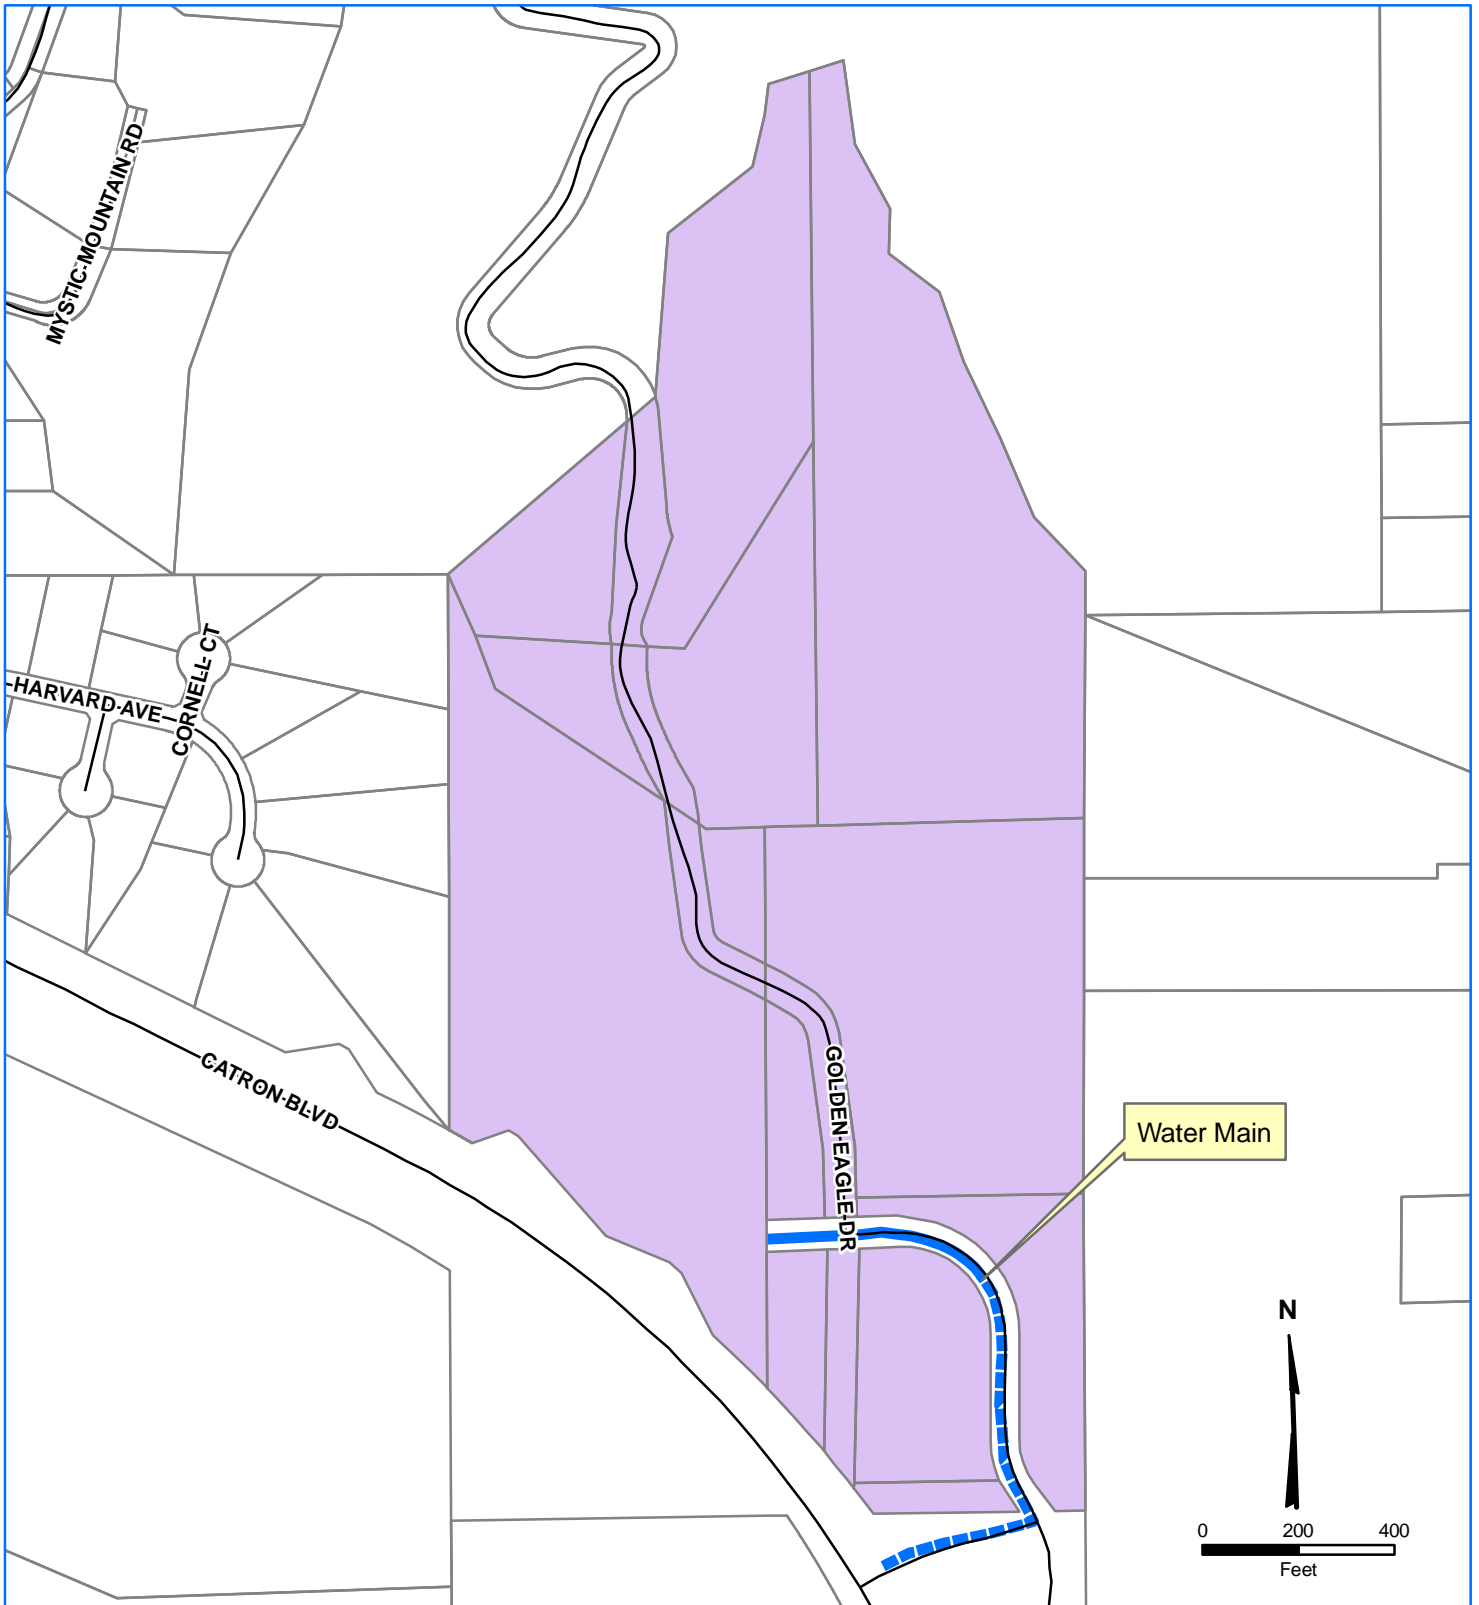 MYSTIC MOUNTAIN RD
CORNELL CT
HARVARD AVE
CATRON BLVD
GOLDEN EAGLE DR
Water Main
N
0 200 400
Feet